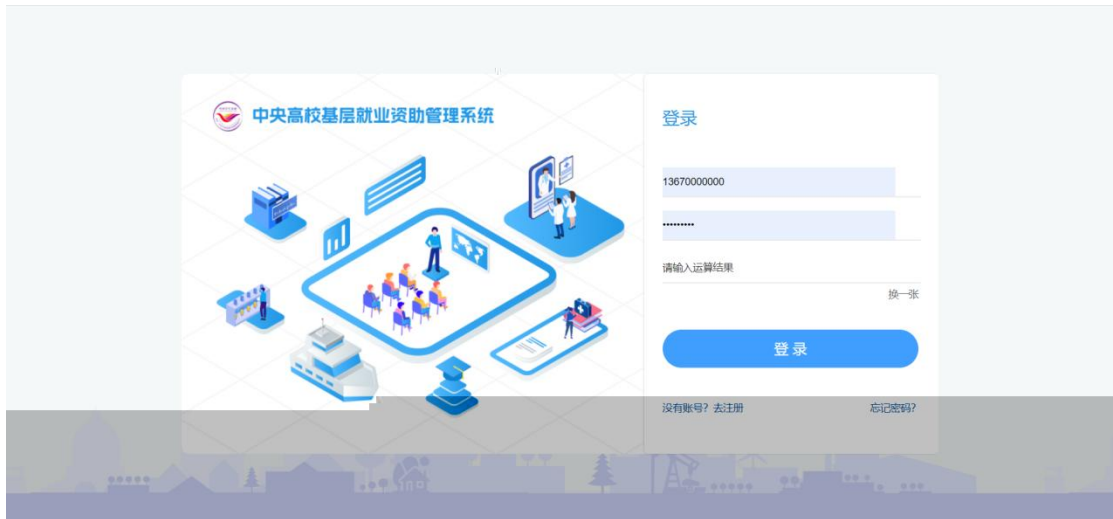 中央高校基层就业资助管理系统
登录
13670000000
•••••••••
请输入运算结果
换一张
登录
没有账号?去注册
忘记密码?